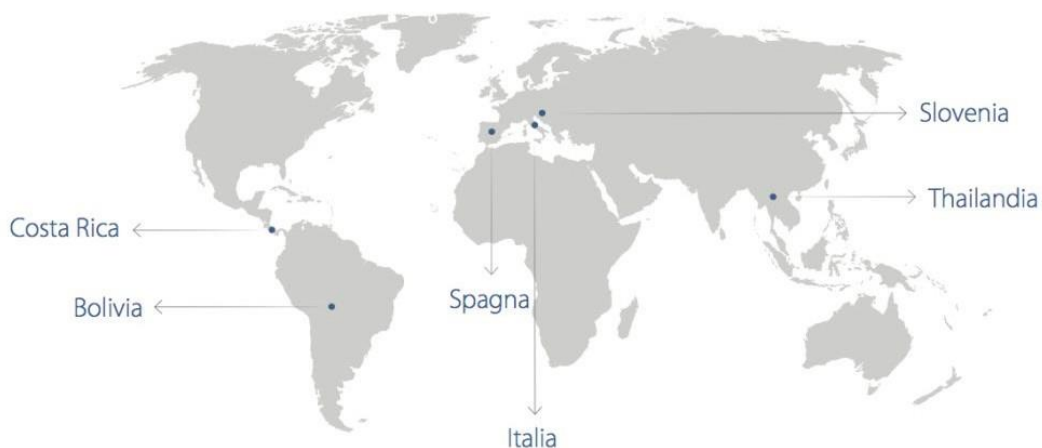 Slovenia
Thailandia
Costa Rica
Spagna
Bolivia
Italia